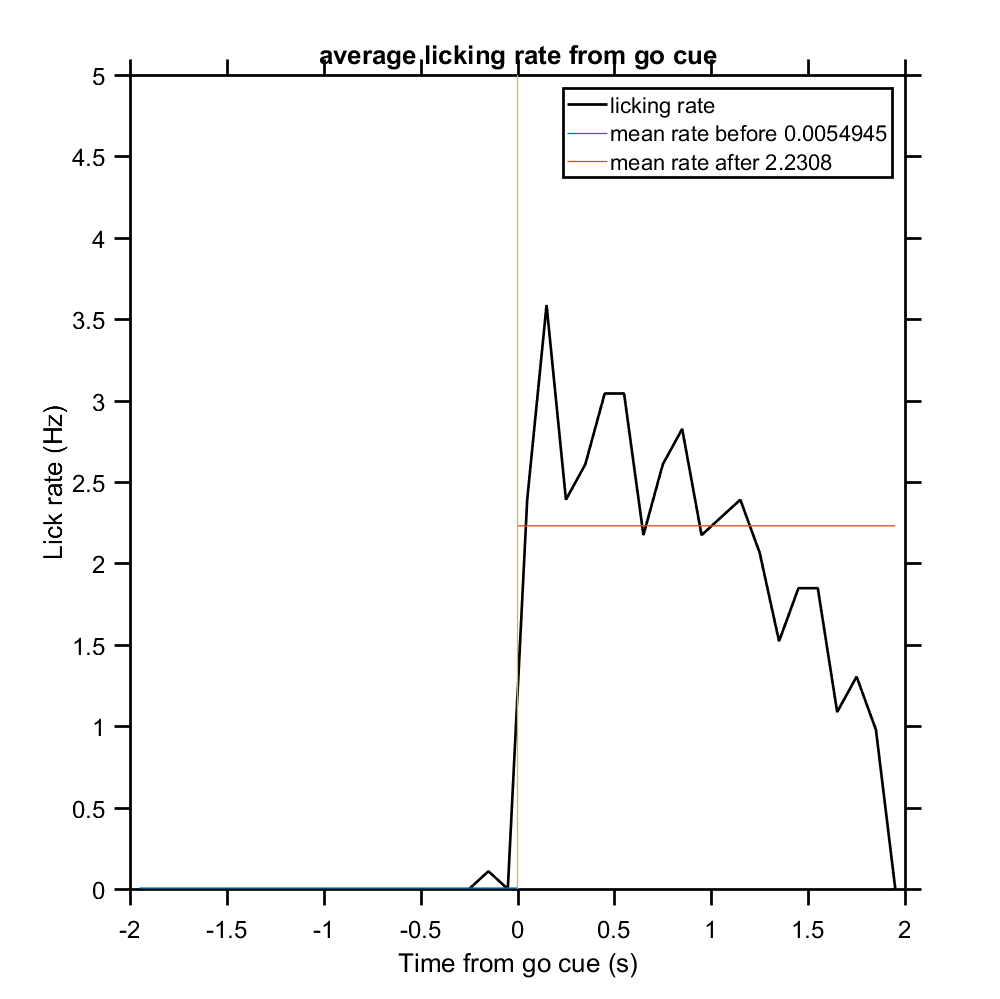 average licking rate from go cue
licking rate
mean rate before 0.0054945
mean rate after 2.2308
5
4.5
4
3.5
3
2.5
2
1.5
1
0.5
0
Lick rate (Hz)
-2 -1.5 -1 -0.5 0 0.5 1 1.5 2
Time from go cue (s)